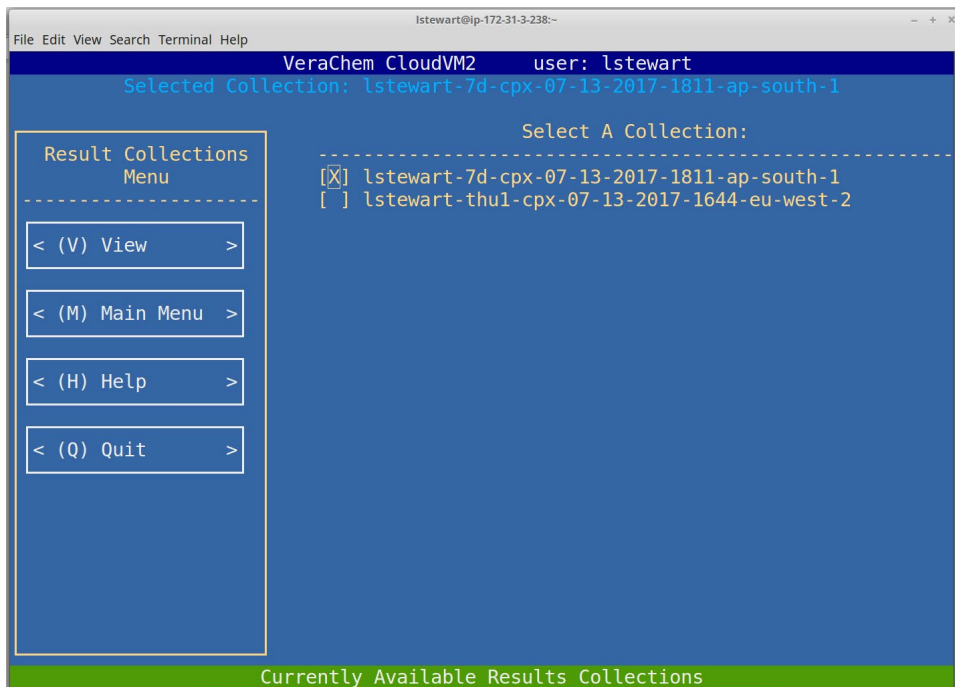 lstewart@ip-172-31-3-238:~
File Edit View Search Terminal Help
VeraChem CloudVM2 user: lstewart
Selected Collection: lstewart-7d-cpx-07-13-2017-1811-ap-south-1
Result Collections
Menu
--------------------
< (V) View >
< (M) Main Menu >
< (H) Help >
< (Q) Quit >
Select A Collection:
--------------------------------------------------------
[X] lstewart-7d-cpx-07-13-2017-1811-ap-south-1
[ ] lstewart-thu1-cpx-07-13-2017-1644-eu-west-2
Currently Available Results Collections